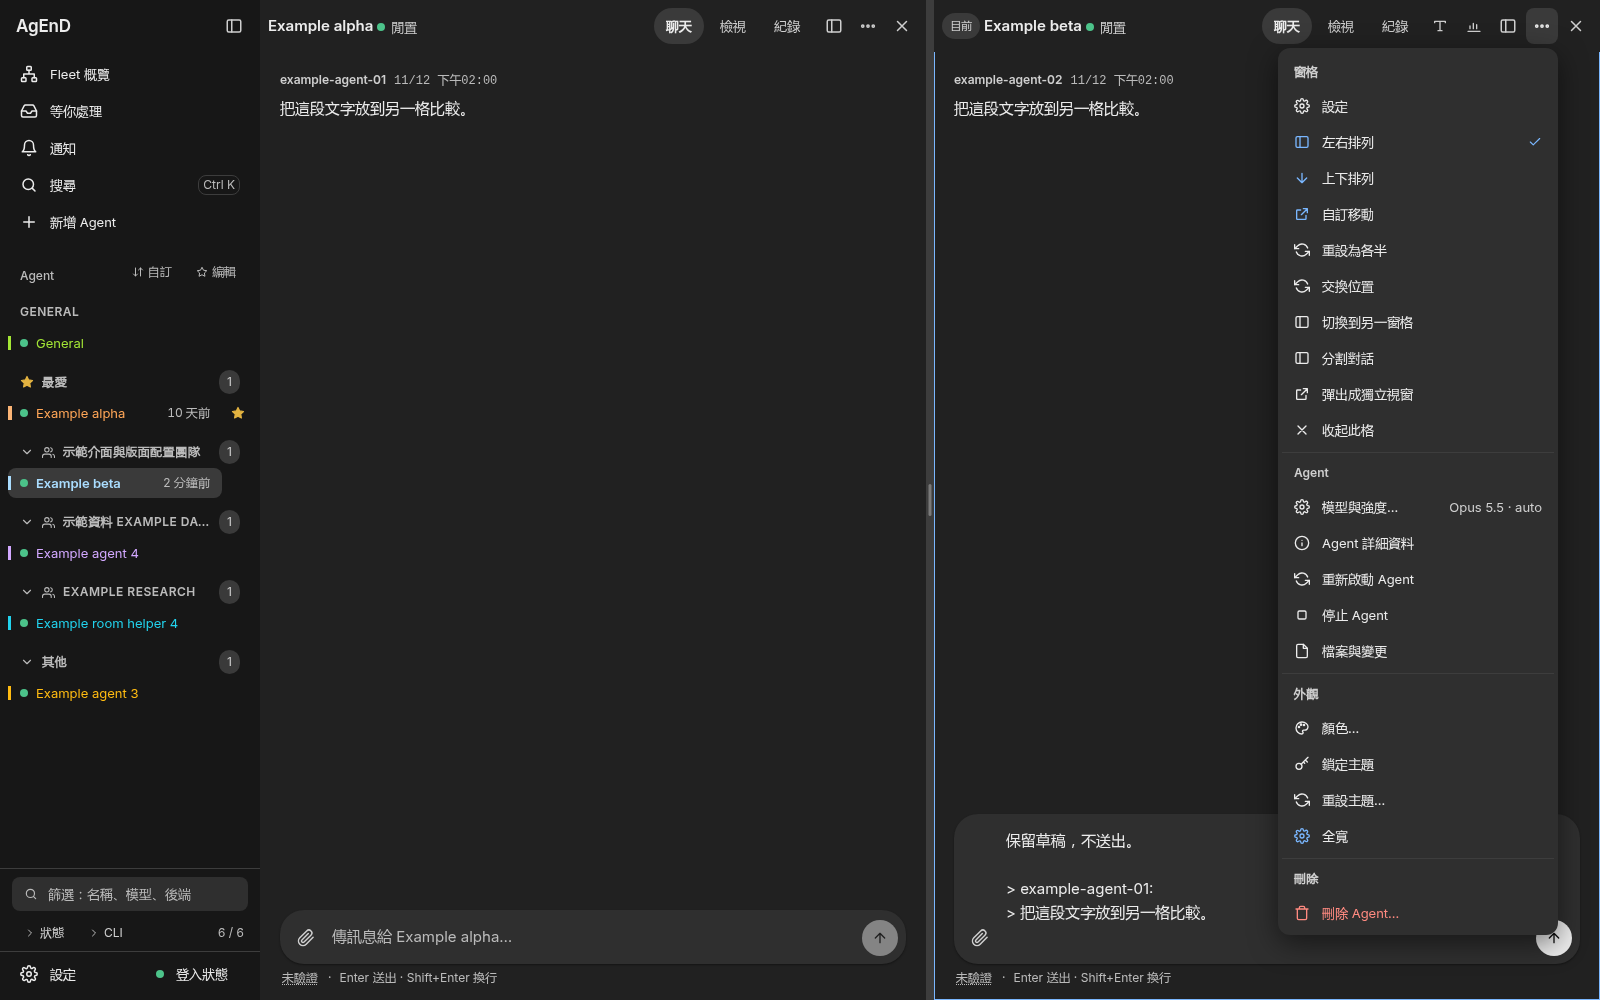 AgEnD
Fleet 概覽
等你處理
通知
搜尋 Ctrl K
新增 Agent
Agent 自訂 編輯
GENERAL
General
最愛 1
Example alpha 10 天前
示範介面與版面配置團隊 1
Example beta 2 分鐘前
示範資料 EXAMPLE DA... 1
Example agent 4
EXAMPLE RESEARCH 1
Example room helper 4
其他 1
Example agent 3
篩選：名稱、模型、後端
狀態 CLI 6 / 6
設定 登入狀態
Example alpha 閒置 聊天 檢視 紀錄
example-agent-01 11/12 下午02:00
把這段文字放到另一格比較。
傳訊息給 Example alpha...
未驗證 · Enter 送出 · Shift+Enter 換行
目前 Example beta 閒置 聊天 檢視 紀錄
example-agent-02 11/12 下午02:00
把這段文字放到另一格比較。
保留草稿，不送出。
> example-agent-01:
> 把這段文字放到另一格比較。
未驗證 · Enter 送出 · Shift+Enter 換行
窗格
設定
左右排列
上下排列
自訂移動
重設為各半
交換位置
切換到另一窗格
分割對話
彈出成獨立視窗
收起此格
Agent
模型與強度... Opus 5.5 · auto
Agent 詳細資料
重新啟動 Agent
停止 Agent
檔案與變更
外觀
顏色...
鎖定主題
重設主題...
全寬
刪除
刪除 Agent...